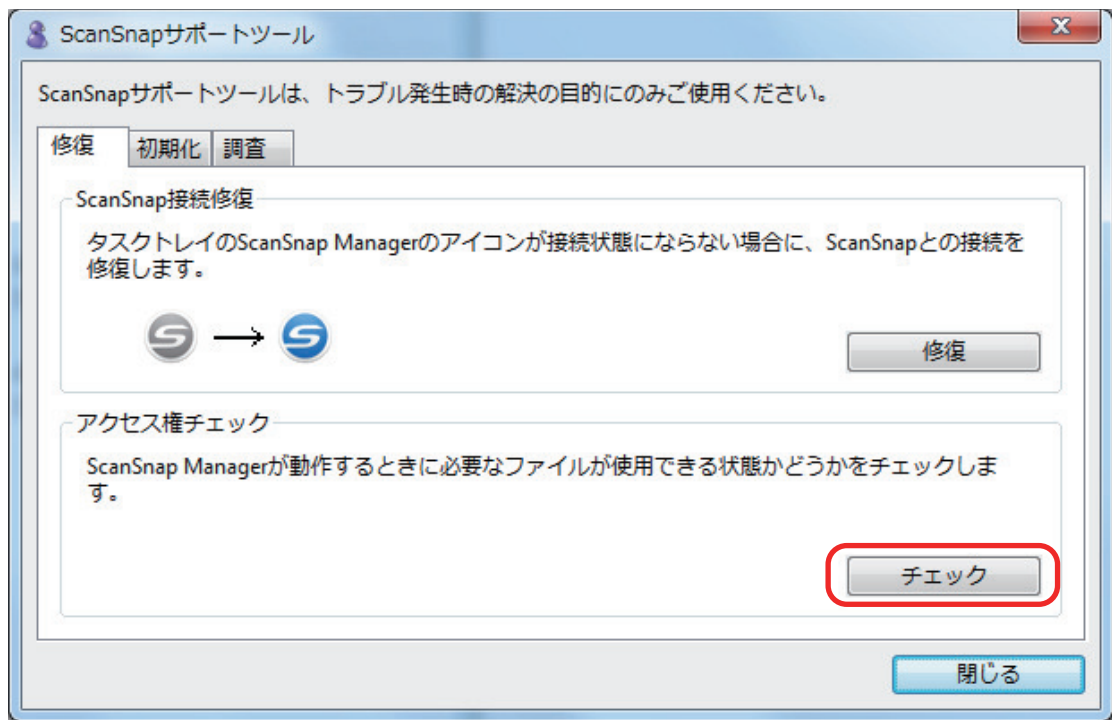 ScanSnapサポートツール
ScanSnapサポートツールは、トラブル発生時の解決の目的にのみご使用ください。
修復 初期化 調査
ScanSnap接続修復
タスクトレイのScanSnap Managerのアイコンが接続状態にならない場合に、ScanSnapとの接続を
修復します。
修復
アクセス権チェック
ScanSnap Managerが動作するときに必要なファイルが使用できる状態かどうかをチェックしま
す。
チェック
閉じる